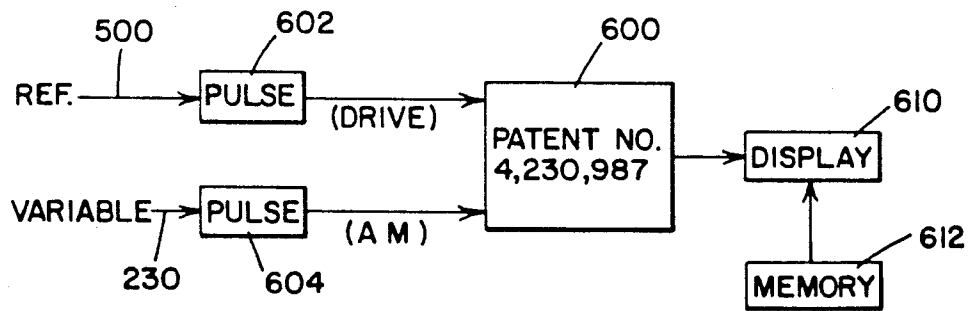 500
602
600
REF.
PULSE
(DRIVE)
PATENT NO.
4,230,987
610
DISPLAY
VARIABLE
PULSE
(AM)
230
604
612
MEMORY